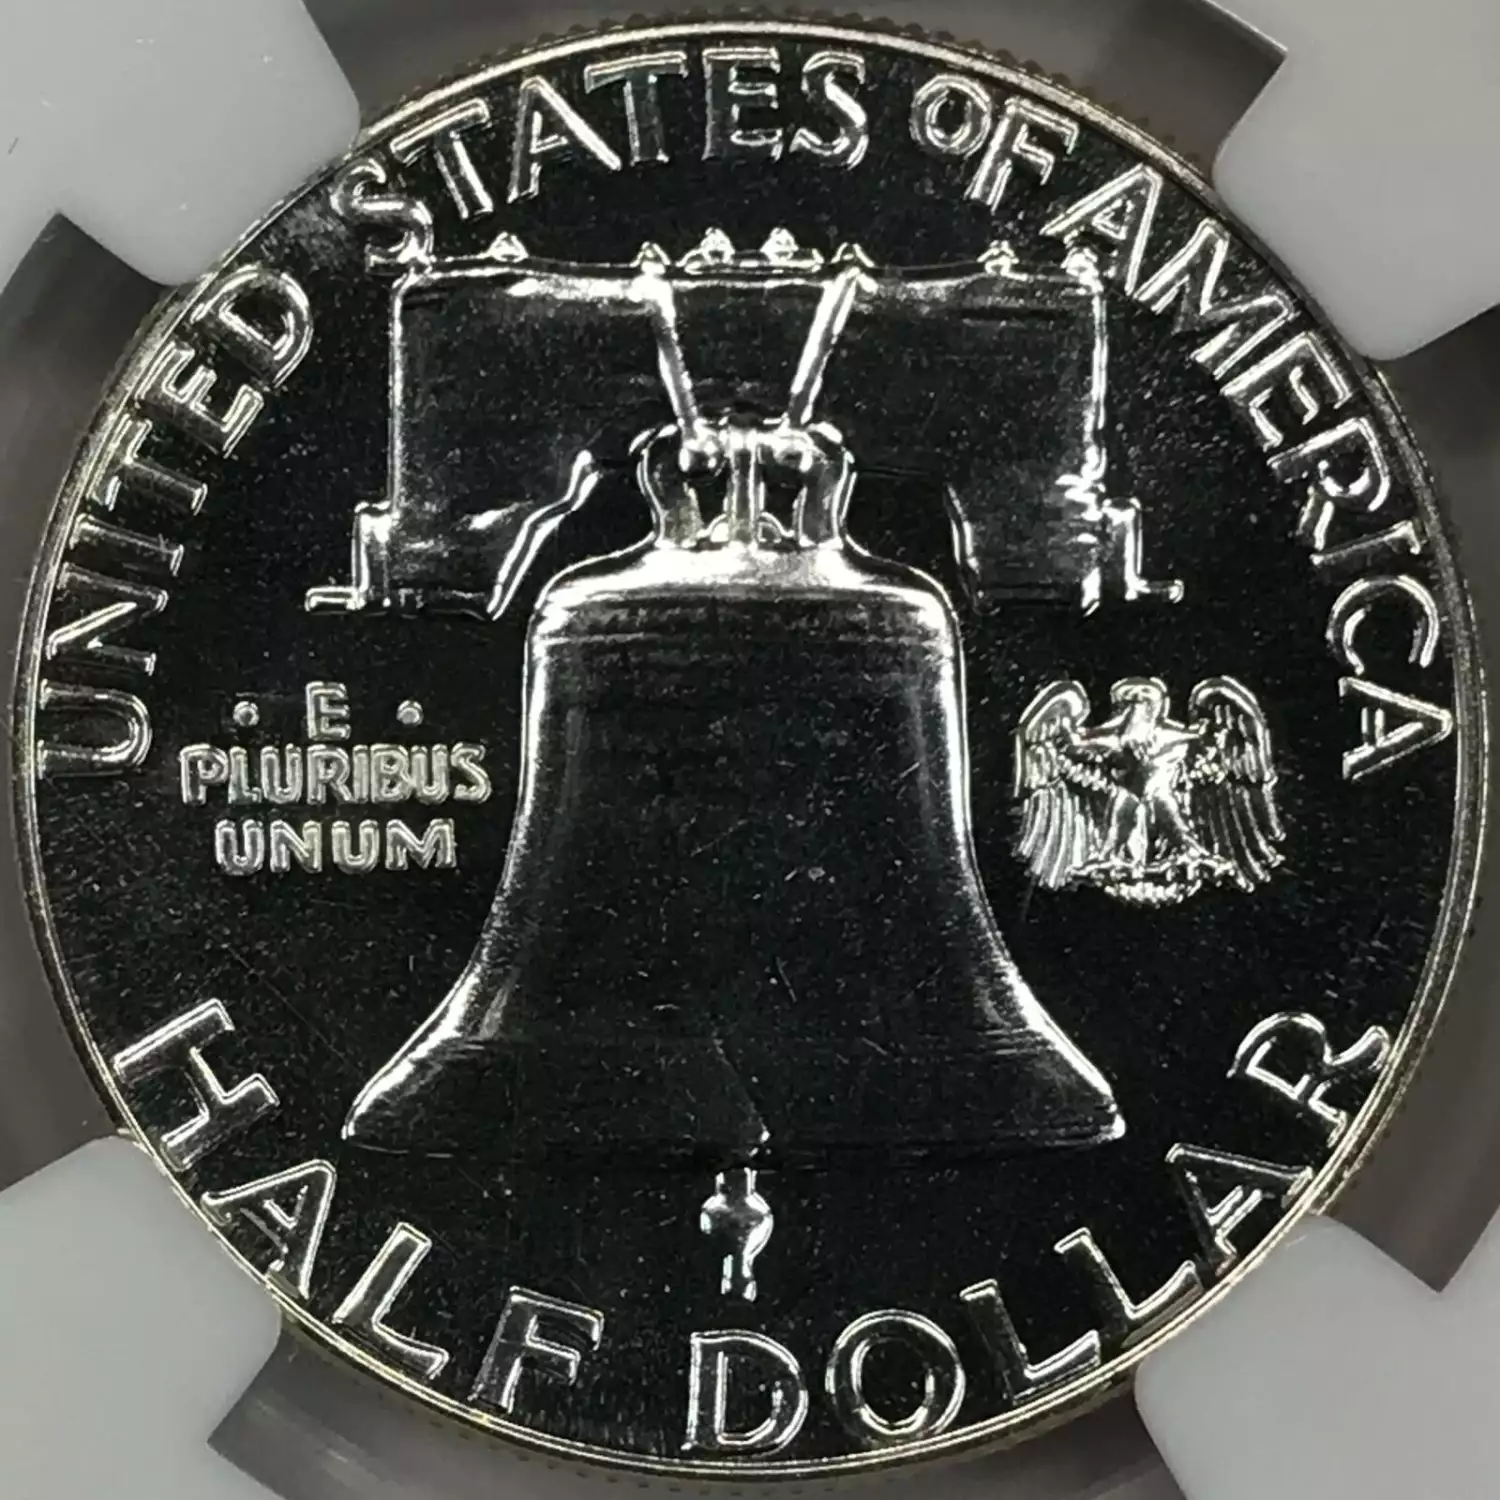 UNITED STATES OF AMERICA
· E ·
PLURIBUS
UNUM
HALF DOLLAR